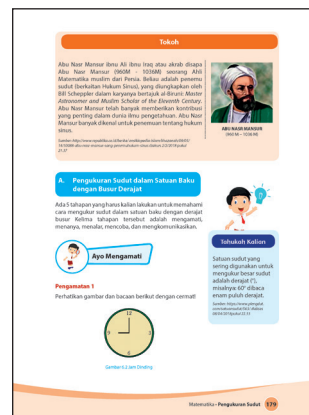 Tokoh
Abu Nasr Mansur ibnu Ali ibnu Iraq atau akrab disapa
Abu Nasr Mansur (960M - 1036M) seorang Ahli
Matematika muslim dari Persia. Beliau adalah penemu
sudut (berkaitan Hukum Sinus), yang diungkapkan oleh
Bill Scheppler dalam karyanya bertajuk al-Biruni: Master
Astronomer and Muslim Scholar of the Eleventh Century.
Abu Nasr Mansur telah banyak memberikan kontribusi
yang penting dalam dunia ilmu pengetahuan. Abu Nasr
Mansur banyak dikenal untuk penemuan tentang hukum
sinus.
ABU NASR MANSUR
(960 M – 1036 M)
A. Pengukuran Sudut dalam Satuan Baku
dengan Busur Derajat
Ada 5 tahapan yang harus kalian lakukan untuk memahami
cara mengukur sudut dalam satuan baku dengan derajat
busur Kelima tahapan tersebut adalah mengamati,
menanya, menalar, mencoba, dan mengkomunikasikan.
Ayo Mengamati
Pengamatan 1
Perhatikan gambar dan bacaan berikut dengan cermat!
12
3
6
9
Gambar 6.2 Jam Dinding
Tahukah Kalian
Satuan sudut yang
sering digunakan untuk
mengukur besar sudut
adalah derajat (°),
misalnya: 60° dibaca
enam puluh derajat.
Matematika • Pengukuran Sudut 179